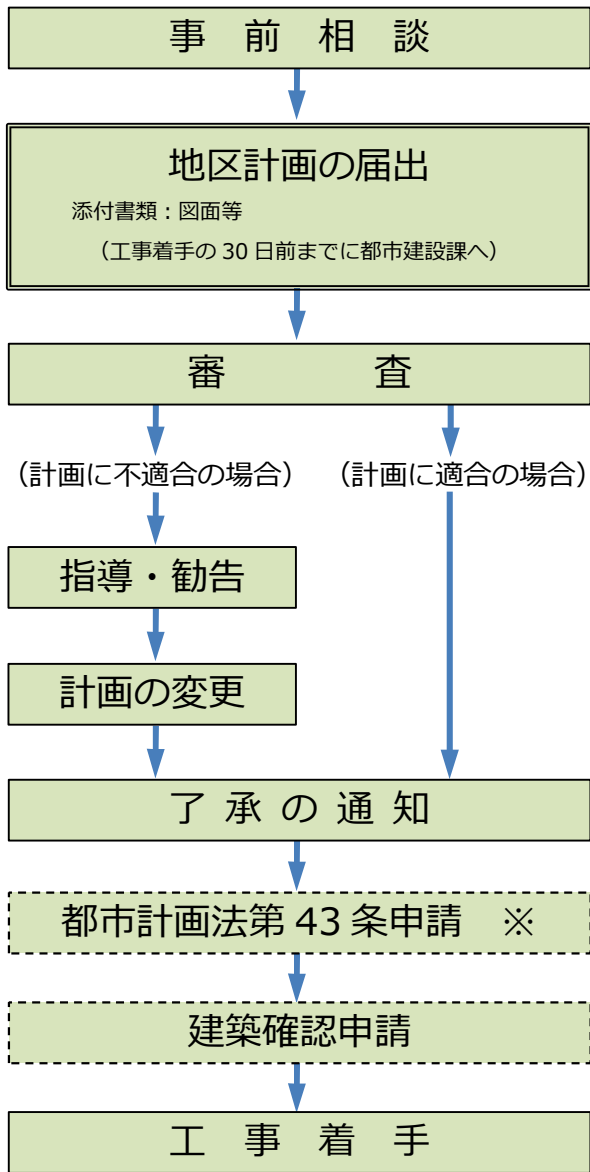 事 前 相 談
地区計画の届出
添付書類：図面等
（工事着手の 30 日前までに都市建設課へ）
審 査
（計画に不適合の場合） （計画に適合の場合）
指導・勧告
計画の変更
了 承 の 通 知
都市計画法第 43 条申請 ※
建築確認申請
工 事 着 手